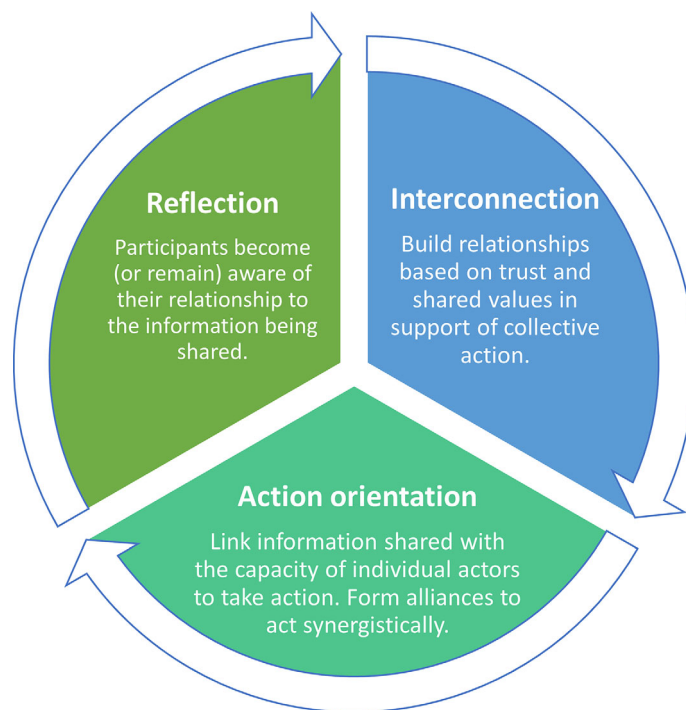 Reflection
Participants become
(or remain) aware of
their relationship to
the information being
shared.
Interconnection
Build relationships
based on trust and
shared values in
support of collective
action.
Action orientation
Link information shared with
the capacity of individual actors
to take action. Form alliances to
act synergistically.